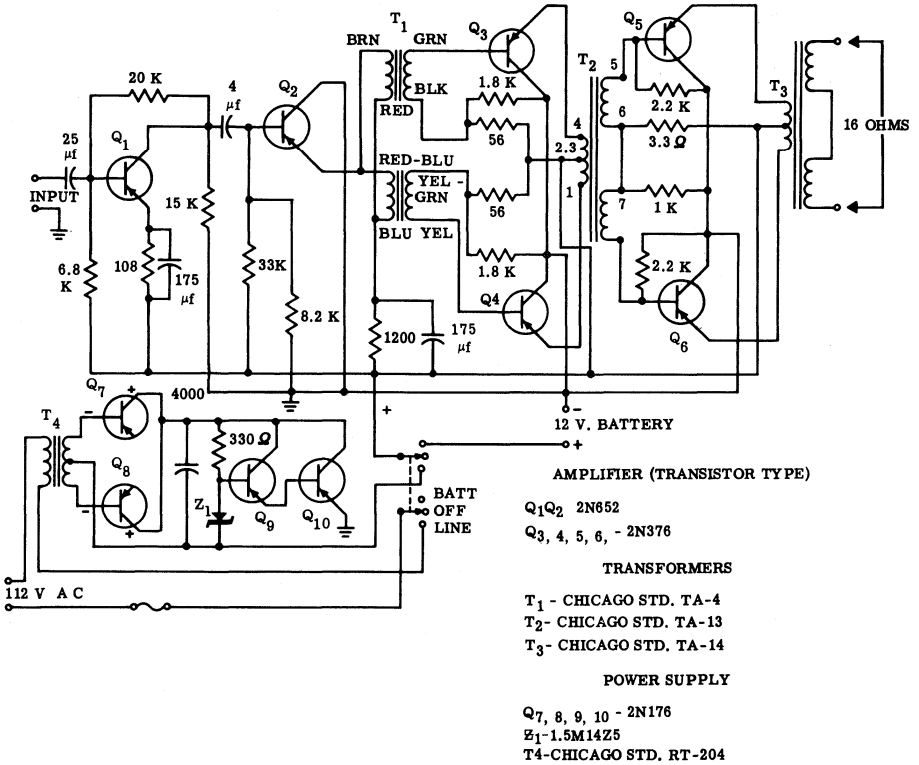 T1
Q3
Q5
BRN
GRN
T2
5
20 K
4
µf
Q2
BLK
1.8 K
RED
2.2 K
T3
4
6
25
µf
Q1
56
2.3
3.3 Ω
16 OHMS
RED-BLU
YEL -
GRN
1
INPUT
15 K
56
7
1 K
BLU YEL
6.8
K
108
175
µf
33K
1.8 K
2.2 K
Q4
8.2 K
1200
175
µf
Q6
Q7
+
4000
+
-
12 V. BATTERY
+
T4
-
330 Ω
Q8
-
+
Z1
Q9
Q10
BATT
OFF
LINE
112 V A C
AMPLIFIER (TRANSISTOR TYPE)
Q1Q2 2N652
Q3, 4, 5, 6, - 2N376
TRANSFORMERS
T1 - CHICAGO STD. TA-4
T2- CHICAGO STD. TA-13
T3- CHICAGO STD. TA-14
POWER SUPPLY
Q7, 8, 9, 10 - 2N176
Z1-1.5M14Z5
T4-CHICAGO STD. RT-204